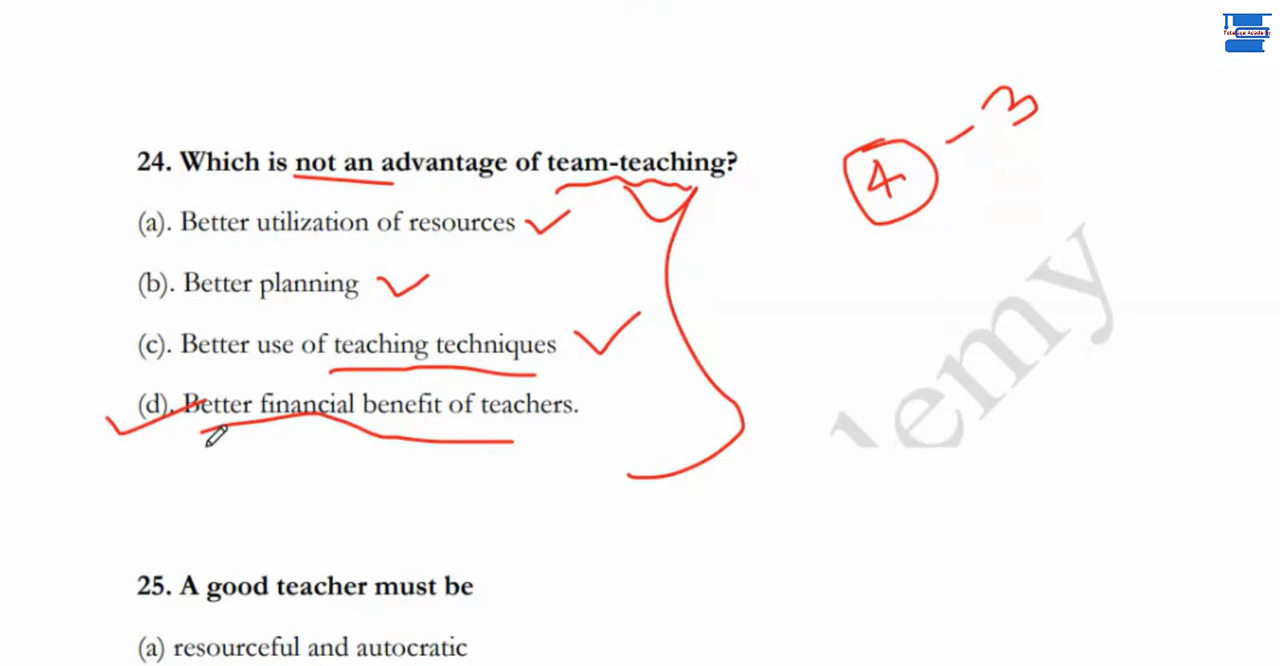 24. Which is not an advantage of team-teaching?
4 - 3
(a). Better utilization of resources
(b). Better planning
(c). Better use of teaching techniques
(d). Better financial benefit of teachers.
25. A good teacher must be
(a) resourceful and autocratic